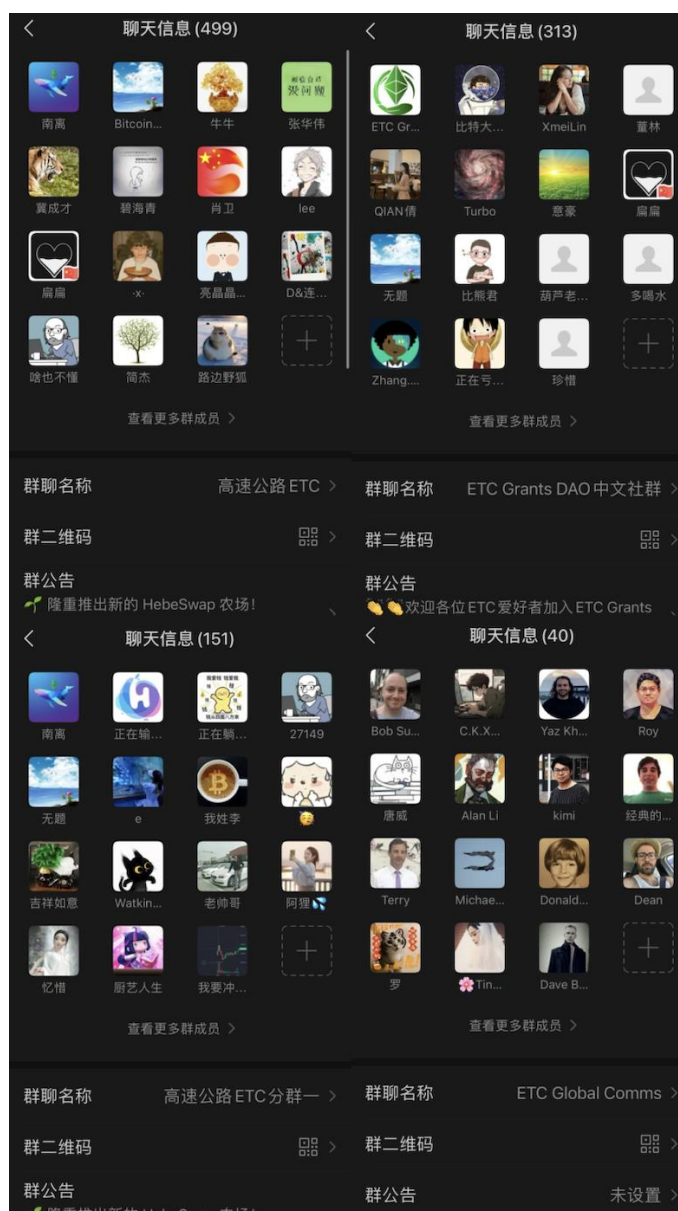 聊天信息 (499)
南离 Bitcoin... 牛牛 张华伟
冀成才 碧海青 肖卫 lee
扁扁 ·x· 亮晶晶... D&连...
啥也不懂 简杰 路边野狐
查看更多群成员
群聊名称 高速公路 ETC
群二维码
群公告
隆重推出新的 HebeSwap 农场!
聊天信息 (313)
ETC Gr... 比特大... XmeiLin 董林
QIAN倩 Turbo 意豪 扁扁
无题 比熊君 葫芦老... 多喝水
Zhang.... 正在亏... 珍惜
查看更多群成员
群聊名称 ETC Grants DAO 中文社群
群二维码
群公告
👏👏欢迎各位 ETC 爱好者加入 ETC Grants
聊天信息 (151)
南离 正在输... 正在躺... 27149
无题 e 我姓李 🥳
吉祥如意 Watkin... 老帅哥 阿狸💦
忆惜 厨艺人生 我要冲...
查看更多群成员
群聊名称 高速公路 ETC 分群一
群二维码
群公告
聊天信息 (40)
Bob Su... C.K.X... Yaz Kh... Roy
唐威 Alan Li kimi 经典的...
Terry Michae... Donald... Dean
罗 🌸Tin... Dave B...
查看更多群成员
群聊名称 ETC Global Comms
群二维码
群公告 未设置